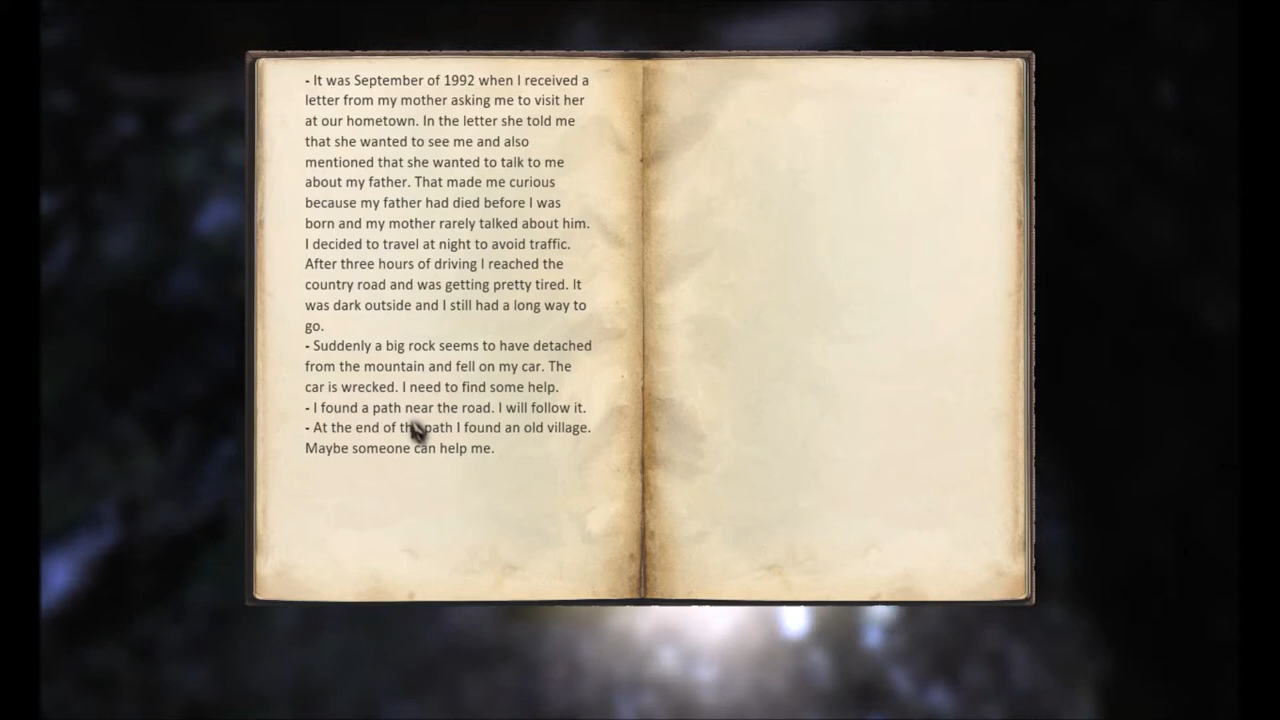 - It was September of 1992 when I received a
letter from my mother asking me to visit her
at our hometown. In the letter she told me
that she wanted to see me and also
mentioned that she wanted to talk to me
about my father. That made me curious
because my father had died before I was
born and my mother rarely talked about him.
I decided to travel at night to avoid traffic.
After three hours of driving I reached the
country road and was getting pretty tired. It
was dark outside and I still had a long way to
go.
- Suddenly a big rock seems to have detached
from the mountain and fell on my car. The
car is wrecked. I need to find some help.
- I found a path near the road. I will follow it.
- At the end of the path I found an old village.
Maybe someone can help me.